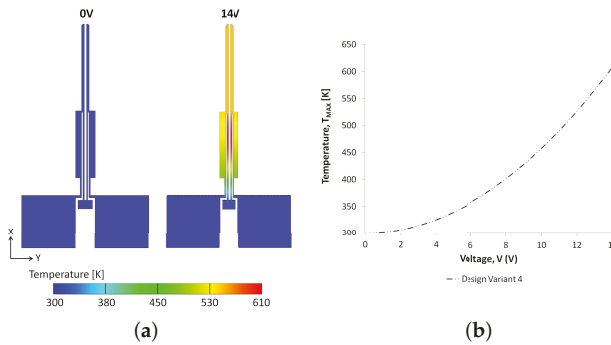 0V
14V
X
Y
Temperature [K]
300
380
450
530
610
(a)
650
600
550
500
450
400
350
300
Temperature, TMAX [K]
0
2
4
6
8
10
12
14
Voltage, V (V)
Design Variant 4
(b)